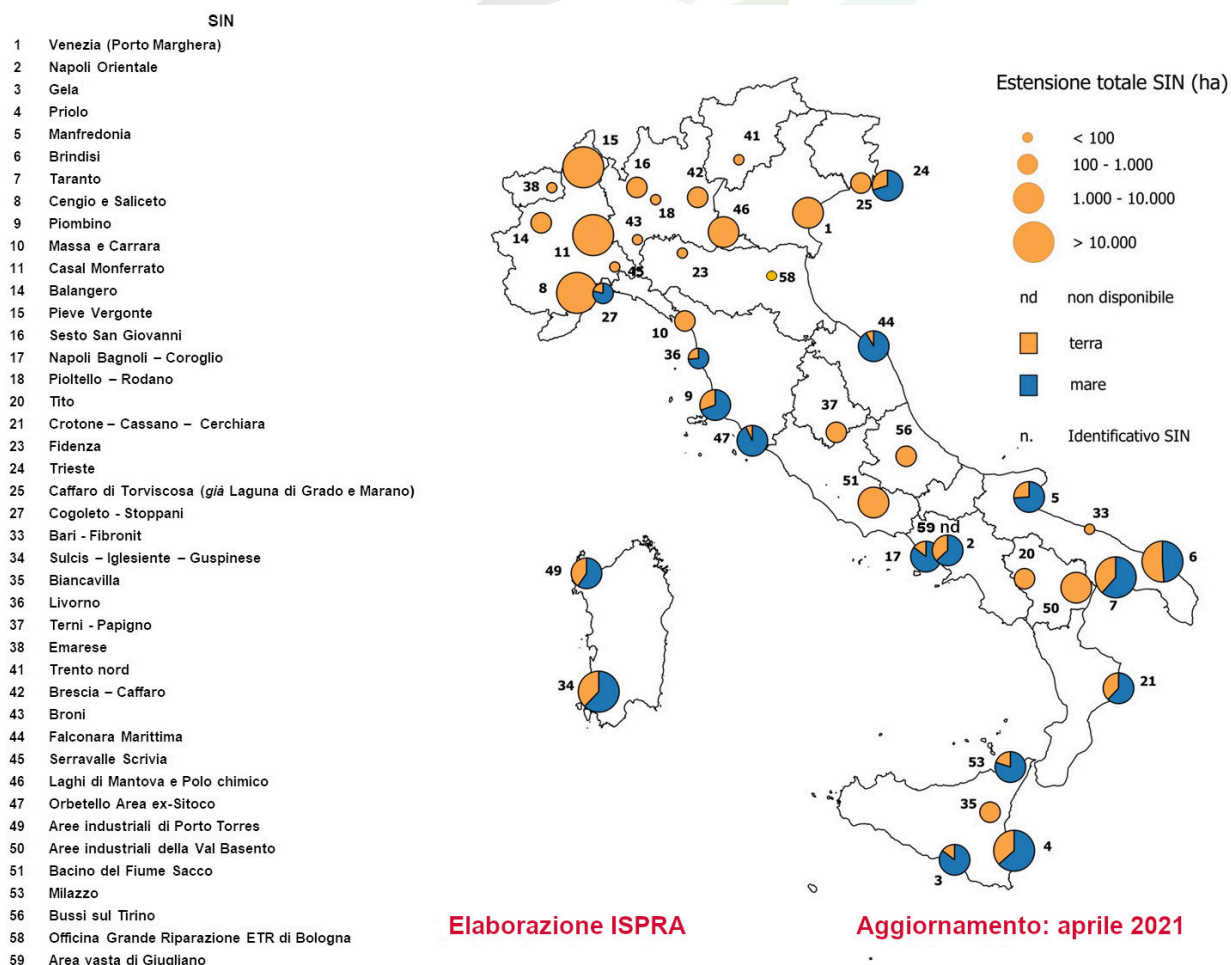 SIN
1 Venezia (Porto Marghera)
2 Napoli Orientale
3 Gela
4 Priolo
5 Manfredonia
6 Brindisi
7 Taranto
8 Cengio e Saliceto
9 Piombino
10 Massa e Carrara
11 Casal Monferrato
14 Balangero
15 Pieve Vergonte
16 Sesto San Giovanni
17 Napoli Bagnoli – Coroglio
18 Pioltello – Rodano
20 Tito
21 Crotone – Cassano – Cerchiara
23 Fidenza
24 Trieste
25 Caffaro di Torviscosa (già Laguna di Grado e Marano)
27 Cogoleto - Stoppani
33 Bari - Fibronit
34 Sulcis – Iglesiente – Guspinese
35 Biancavilla
36 Livorno
37 Terni - Papigno
38 Emarese
41 Trento nord
42 Brescia – Caffaro
43 Broni
44 Falconara Marittima
45 Serravalle Scrivia
46 Laghi di Mantova e Polo chimico
47 Orbetello Area ex-Sitoco
49 Aree industriali di Porto Torres
50 Aree industriali della Val Basento
51 Bacino del Fiume Sacco
53 Milazzo
56 Bussi sul Tirino
58 Officina Grande Riparazione ETR di Bologna
59 Area vasta di Giugliano
15
41
16
42
24
38
18
25
46
43
14
1
11
23
45
58
8
27
10
44
36
9
37
56
47
51
5
33
59 nd
17
2
20
6
49
50
7
34
21
53
35
4
3
Estensione totale SIN (ha)
< 100
100 - 1.000
1.000 - 10.000
> 10.000
nd non disponibile
terra
mare
n. Identificativo SIN
Elaborazione ISPRA
Aggiornamento: aprile 2021